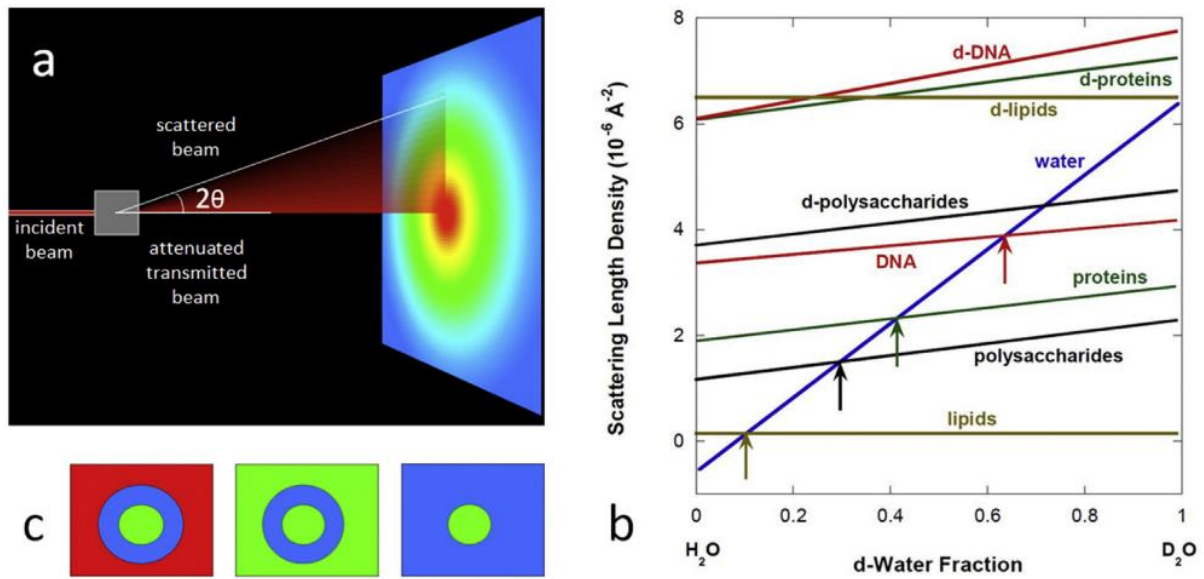 a
scattered
beam
2θ
incident
beam
attenuated
transmitted
beam
c
b
Scattering Length Density (10⁻⁶ Å⁻²)
8
6
4
2
0
d-DNA
d-proteins
d-lipids
water
d-polysaccharides
DNA
proteins
polysaccharides
lipids
0 0.2 0.4 0.6 0.8 1
H₂O d-Water Fraction D₂O